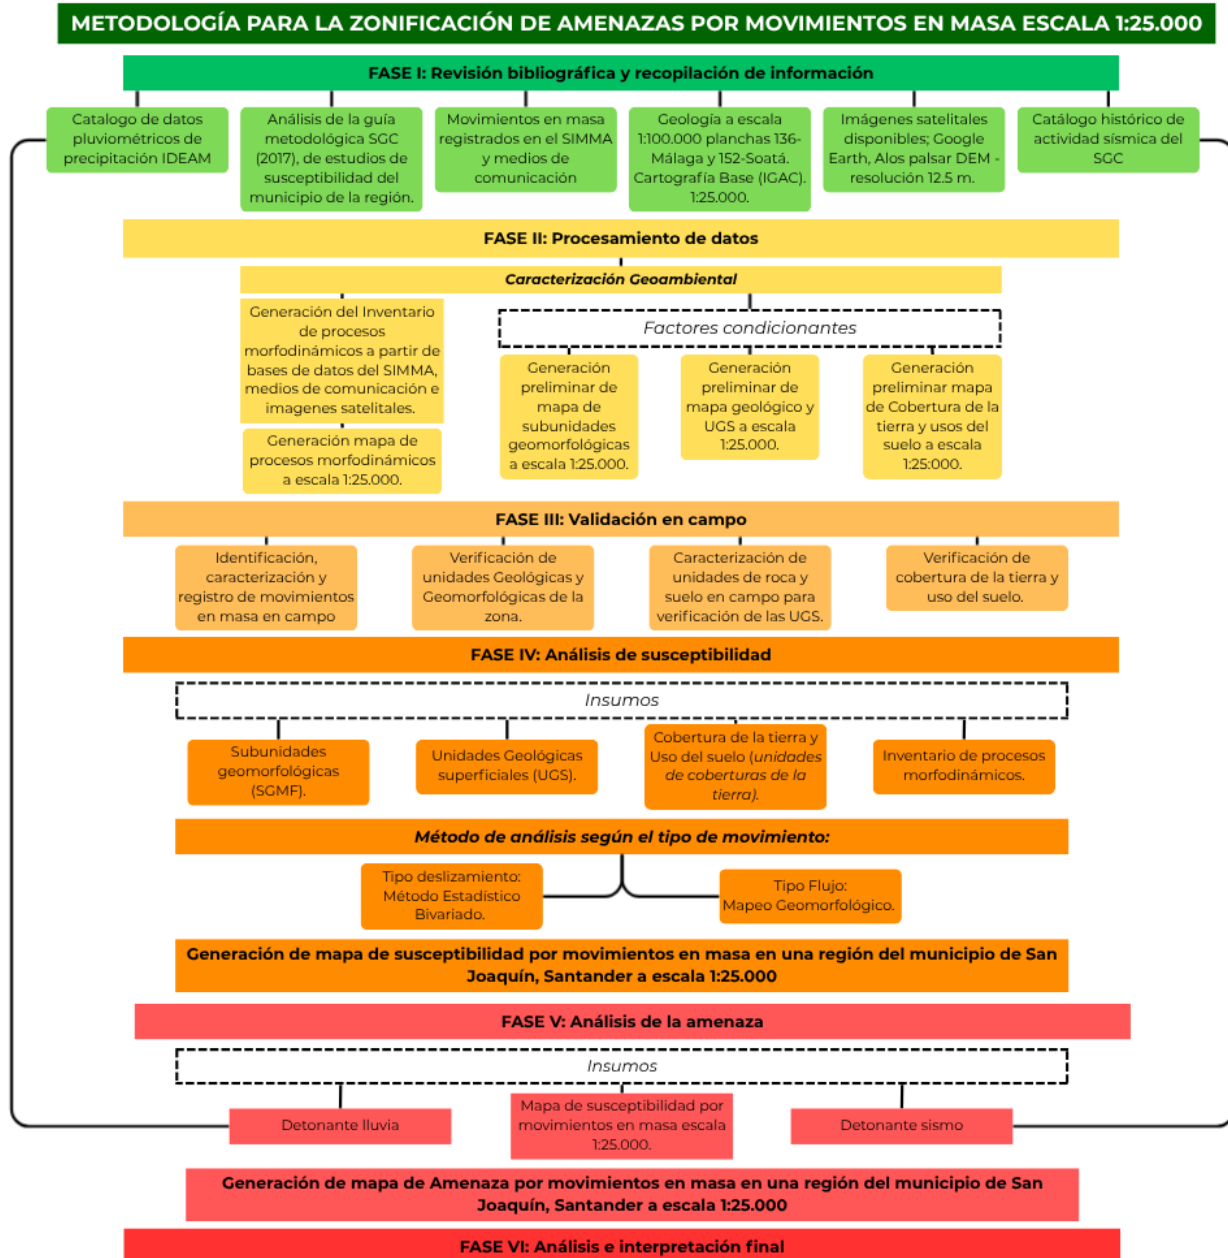 METODOLOGÍA PARA LA ZONIFICACIÓN DE AMENAZAS POR MOVIMIENTOS EN MASA ESCALA 1:25.000
FASE I: Revisión bibliográfica y recopilación de información
Catalogo de datos
pluviométricos de
precipitación IDEAM
Análisis de la guía
metodológica SGC
(2017), de estudios de
susceptibilidad del
municipio de la región.
Movimientos en masa
registrados en el SIMMA
y medios de
comunicación
Geología a escala
1:100.000 planchas 136-
Málaga y 152-Soatá.
Cartografía Base (IGAC).
1:25.000.
Imágenes satelitales
disponibles; Google
Earth, Alos palsar DEM -
resolución 12.5 m.
Catálogo histórico de
actividad sísmica del
SGC
FASE II: Procesamiento de datos
Caracterización Geoambiental
Generación del Inventario
de procesos
morfodinámicos a partir de
bases de datos del SIMMA,
medios de comunicación e
imagenes satelitales.
Generación mapa de
procesos morfodinámicos
a escala 1:25.000.
Factores condicionantes
Generación
preliminar de
mapa de
subunidades
geomorfológicas
a escala 1:25.000.
Generación
preliminar de
mapa geológico y
UGS a escala
1:25.000.
Generación
preliminar mapa
de Cobertura de la
tierra y usos del
suelo a escala
1:25:000.
FASE III: Validación en campo
Identificación,
caracterización y
registro de movimientos
en masa en campo
Verificación de
unidades Geológicas y
Geomorfológicas de la
zona.
Caracterización de
unidades de roca y
suelo en campo para
verificación de las UGS.
Verificación de
cobertura de la tierra y
uso del suelo.
FASE IV: Análisis de susceptibilidad
Insumos
Subunidades
geomorfológicas
(SGMF).
Unidades Geológicas
superficiales (UGS).
Cobertura de la tierra y
Uso del suelo (unidades
de coberturas de la
tierra).
Inventario de procesos
morfodinámicos.
Método de análisis según el tipo de movimiento:
Tipo deslizamiento:
Método Estadístico
Bivariado.
Tipo Flujo:
Mapeo Geomorfológico.
Generación de mapa de susceptibilidad por movimientos en masa en una región del municipio de San
Joaquín, Santander a escala 1:25.000
FASE V: Análisis de la amenaza
Insumos
Detonante lluvia
Mapa de susceptibilidad por
movimientos en masa escala
1:25.000.
Detonante sismo
Generación de mapa de Amenaza por movimientos en masa en una región del municipio de San
Joaquín, Santander a escala 1:25.000
FASE VI: Análisis e interpretación final